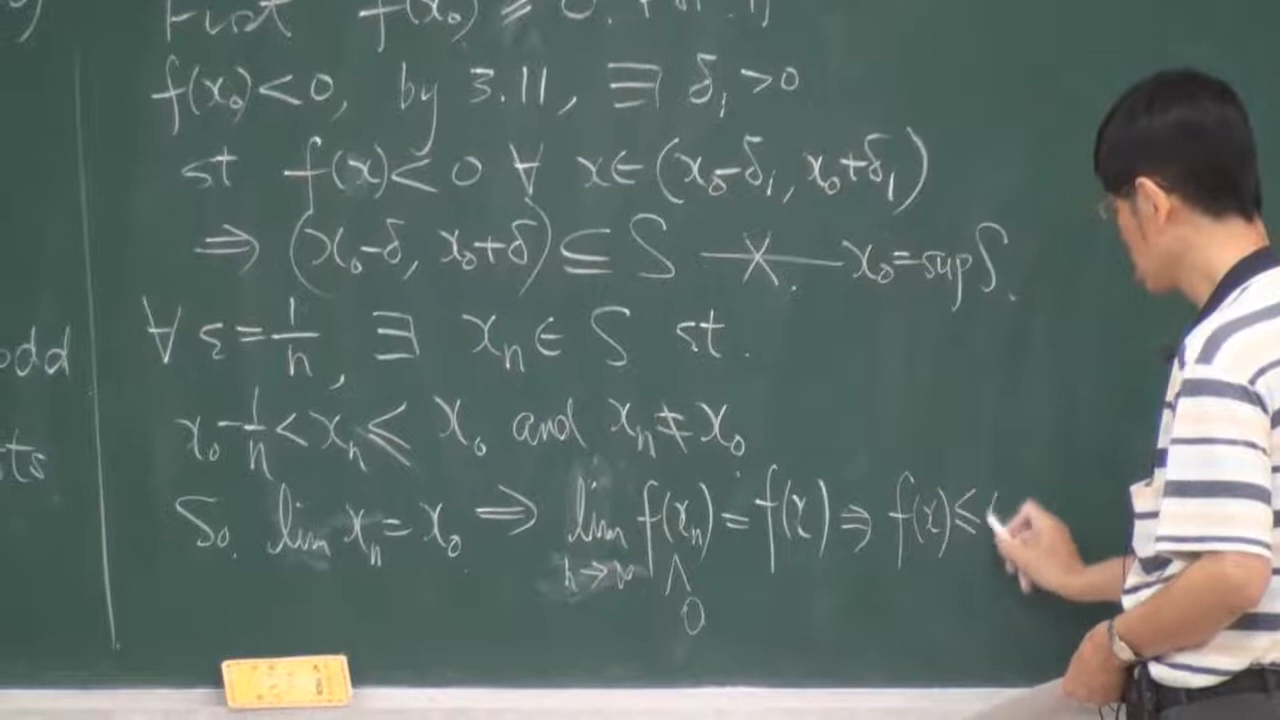 First f(x₀) ≥ 0.
f(x₀) < 0, by 3.11, ∃ δ₁ > 0
st f(x) < 0 ∀ x ∈ (x₀-δ₁, x₀+δ₁)
⇒ (x₀-δ, x₀+δ) ⊆ S ─X─ x₀ = sup S.
∀ ε = 1/n, ∃ xₙ ∈ S st.
x₀ - 1/n < xₙ ≤ x₀ and xₙ ≠ x₀
So. lim xₙ = x₀ ⇒ lim f(xₙ) = f(x) ⇒ f(x) ≤
n→∞ ∧
0
odd
ts